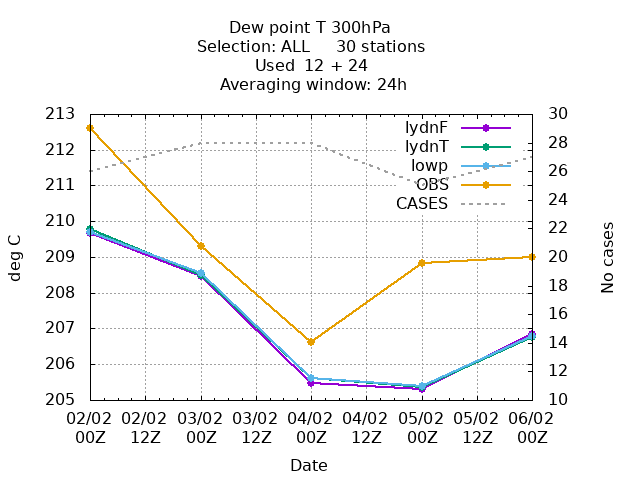 Dew point T 300hPa
Selection: ALL 30 stations
Used 12 + 24
Averaging window: 24h
213
212
211
210
209
208
207
206
205
deg C
30
28
26
24
22
20
18
16
14
12
10
No cases
lydnF
lydnT
lowp
OBS
CASES
02/02 02/02 03/02 03/02 04/02 04/02 05/02 05/02 06/02
00Z 12Z 00Z 12Z 00Z 12Z 00Z 12Z 00Z
Date